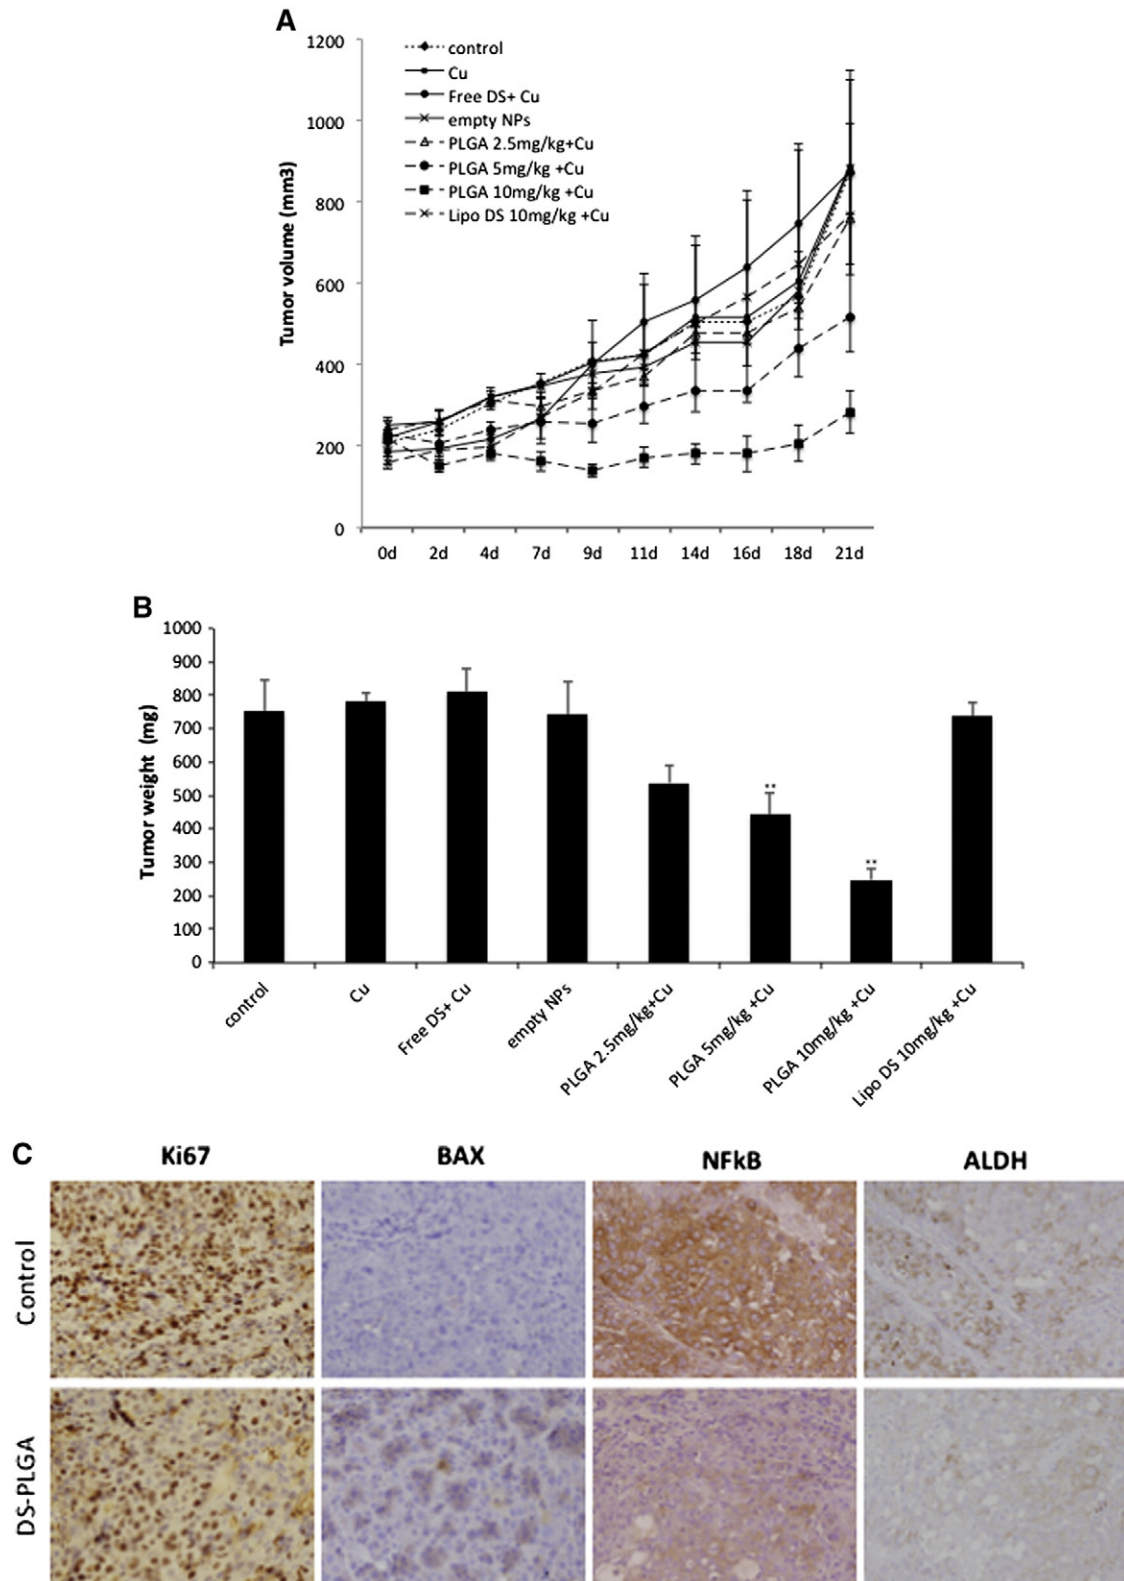 A
Tumor volume (mm3)
1200
1000
800
600
400
200
0
control
Cu
Free DS+ Cu
empty NPs
PLGA 2.5mg/kg+Cu
PLGA 5mg/kg +Cu
PLGA 10mg/kg +Cu
Lipo DS 10mg/kg +Cu
0d 2d 4d 7d 9d 11d 14d 16d 18d 21d
B
Tumor weight (mg)
1000
900
800
700
600
500
400
300
200
100
0
**
**
control
Cu
Free DS+ Cu
empty NPs
PLGA 2.5mg/kg+Cu
PLGA 5mg/kg +Cu
PLGA 10mg/kg +Cu
Lipo DS 10mg/kg +Cu
C
Ki67 BAX NFkB ALDH
Control
DS-PLGA